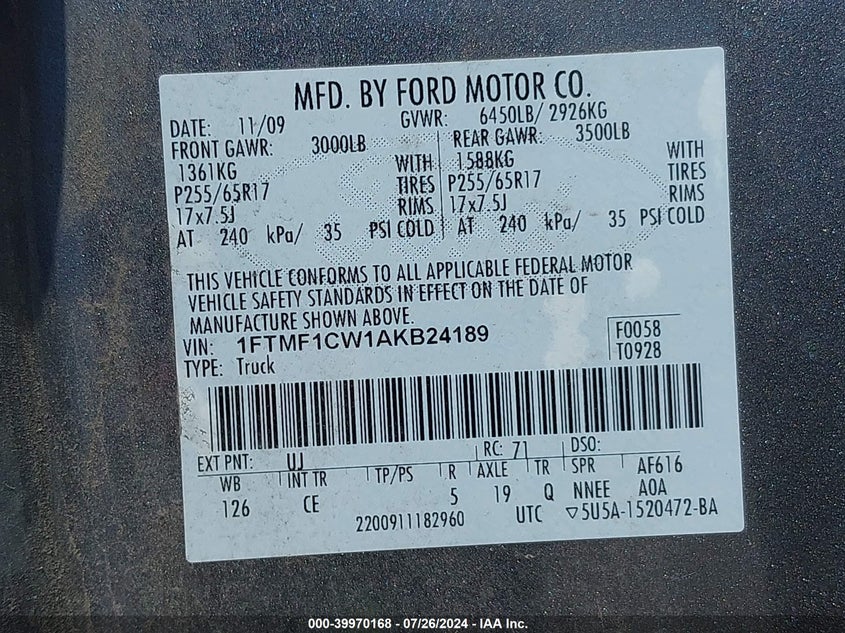 MFD. BY FORD MOTOR CO.
DATE: 11/09 GVWR: 6450LB/ 2926KG
FRONT GAWR: 3000LB REAR GAWR: 3500LB
1361KG WITH 1588KG WITH
P255/65R17 TIRES P255/65R17 TIRES
17x7.5J RIMS 17x7.5J RIMS
AT 240 kPa/ 35 PSI COLD AT 240 kPa/ 35 PSI COLD
THIS VEHICLE CONFORMS TO ALL APPLICABLE FEDERAL MOTOR
VEHICLE SAFETY STANDARDS IN EFFECT ON THE DATE OF
MANUFACTURE SHOWN ABOVE.
VIN: 1FTMF1CW1AKB24189 F0058
TYPE: Truck T0928
EXT PNT: UJ RC: 71 DSO:
WB INT TR TP/PS R AXLE TR SPR AF616
126 CE 5 19 Q NNEE A0A
2200911182960 UTC ▽5U5A-1520472-BA
000-39970168 - 07/26/2024 - IAA Inc.